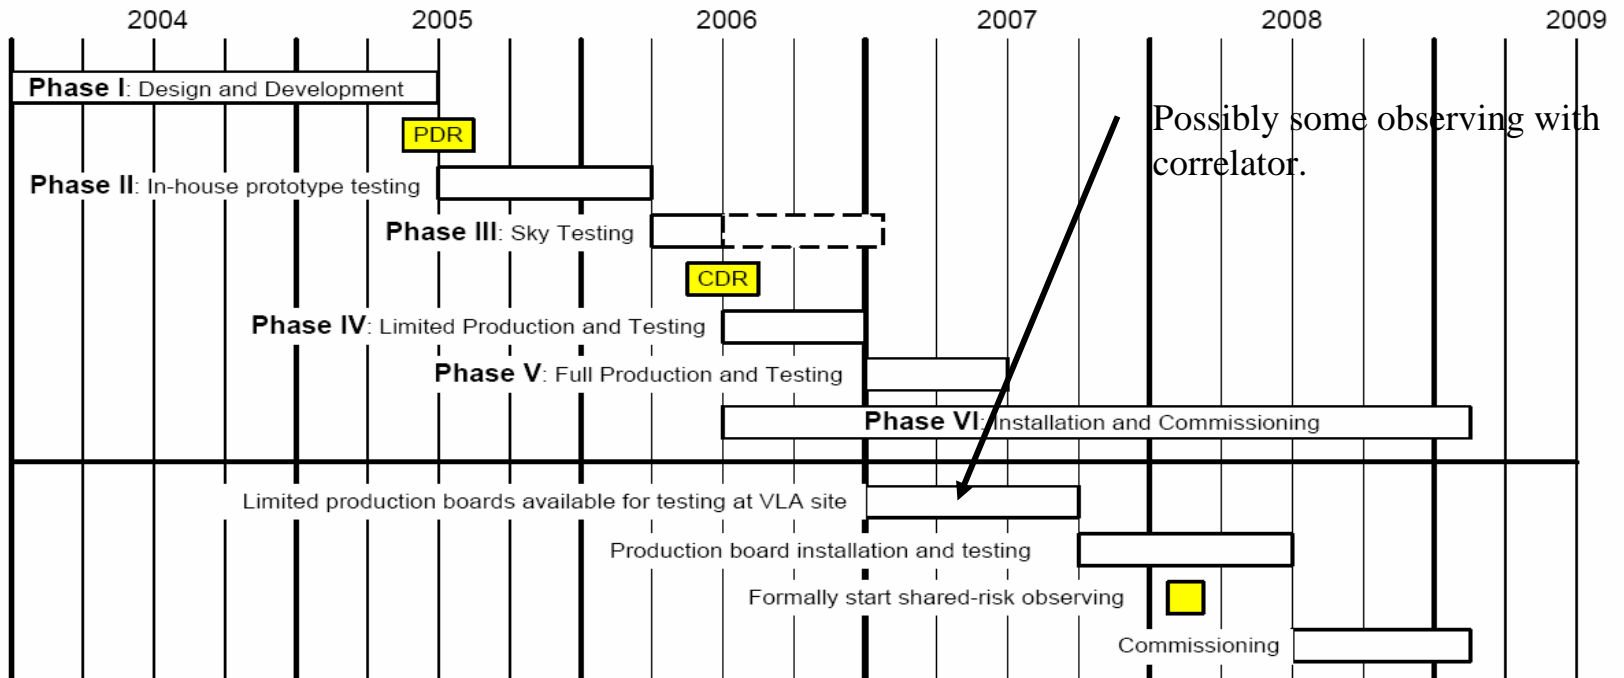 2004 2005 2006 2007 2008 2009
Phase I: Design and Development
Possibly some observing with
correlator.
PDR
Phase II: In-house prototype testing
Phase III: Sky Testing
CDR
Phase IV: Limited Production and Testing
Phase V: Full Production and Testing
Phase VI: Installation and Commissioning
Limited production boards available for testing at VLA site
Production board installation and testing
Formally start shared-risk observing
Commissioning